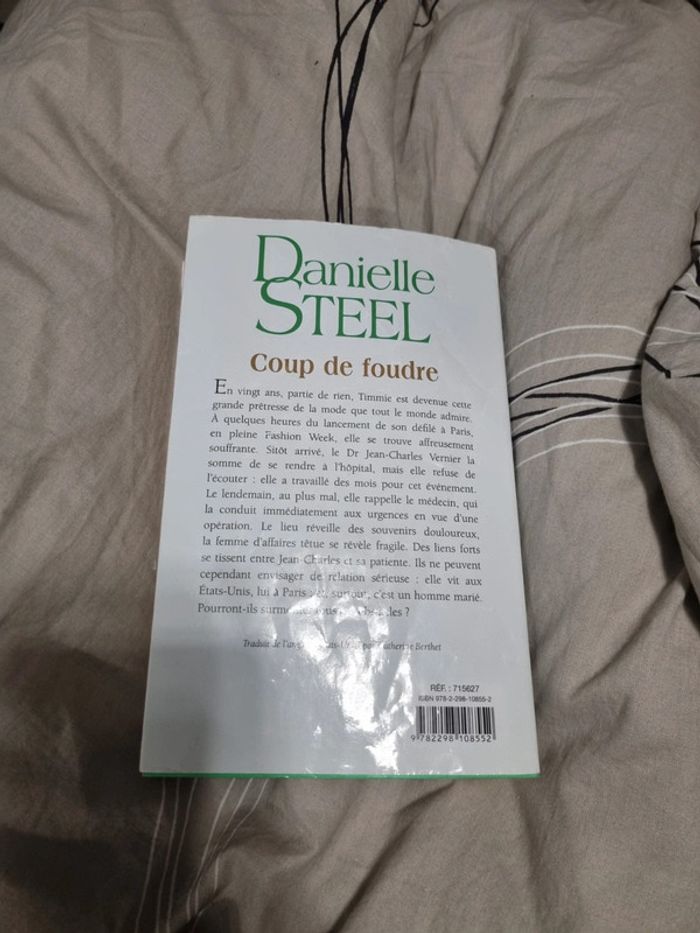 Danielle
STEEL
Coup de foudre
En vingt ans, partie de rien, Timmie est devenue cette
grande prêtresse de la mode que tout le monde admire.
À quelques heures du lancement de son défilé à Paris,
en pleine Fashion Week, elle se trouve affreusement
souffrante. Sitôt arrivé, le Dr Jean-Charles Vernier la
somme de se rendre à l'hôpital, mais elle refuse de
l'écouter : elle a travaillé des mois pour cet événement.
Le lendemain, au plus mal, elle rappelle le médecin, qui
la conduit immédiatement aux urgences en vue d'une
opération. Le lieu réveille des souvenirs douloureux,
la femme d'affaires têtue se révèle fragile. Des liens forts
se tissent entre Jean-Charles et sa patiente. Ils ne peuvent
cependant envisager de relation sérieuse : elle vit aux
États-Unis, lui à Paris et, surtout, c'est un homme marié.
Pourront-ils surmonter tous ?
Traduit de par Catherine Berthet
RÉF. : 715627
ISBN 978-2-298-10855-2
9 782298 108552